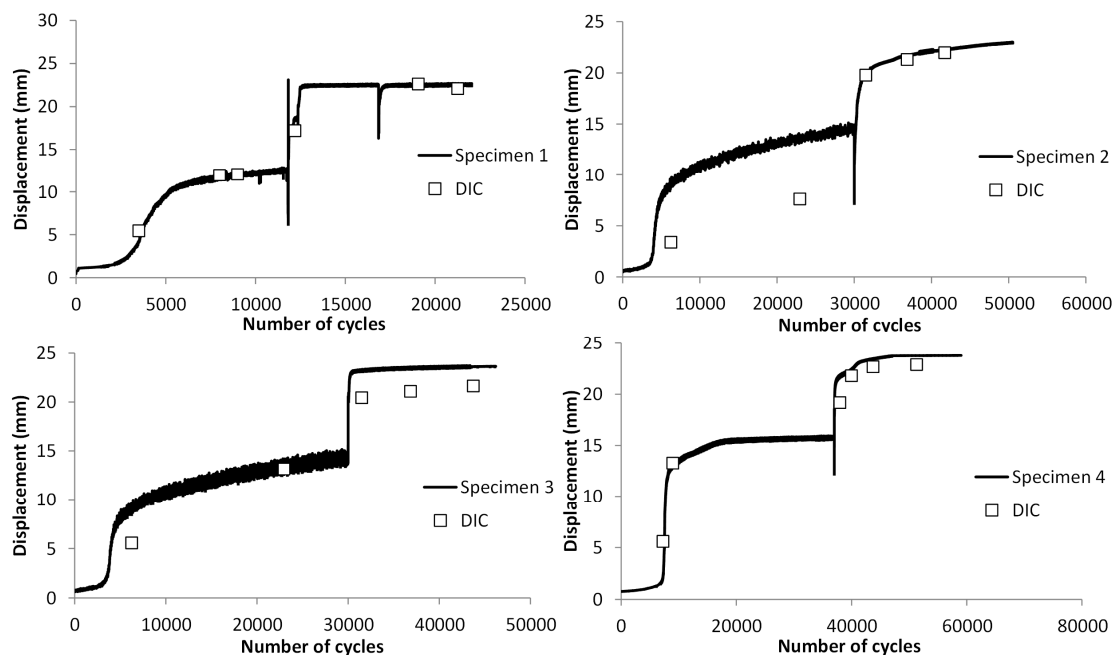 30
25
20
15
10
5
0
Displacement (mm)
Specimen 1
DIC
0 5000 10000 15000 20000 25000
Number of cycles
25
20
15
10
5
0
Displacement (mm)
Specimen 2
DIC
0 10000 20000 30000 40000 50000 60000
Number of cycles
25
20
15
10
5
0
Displacement (mm)
Specimen 3
DIC
0 10000 20000 30000 40000 50000
Number of cycles
25
20
15
10
5
0
Displacement (mm)
Specimen 4
DIC
0 20000 40000 60000 80000
Number of cycles